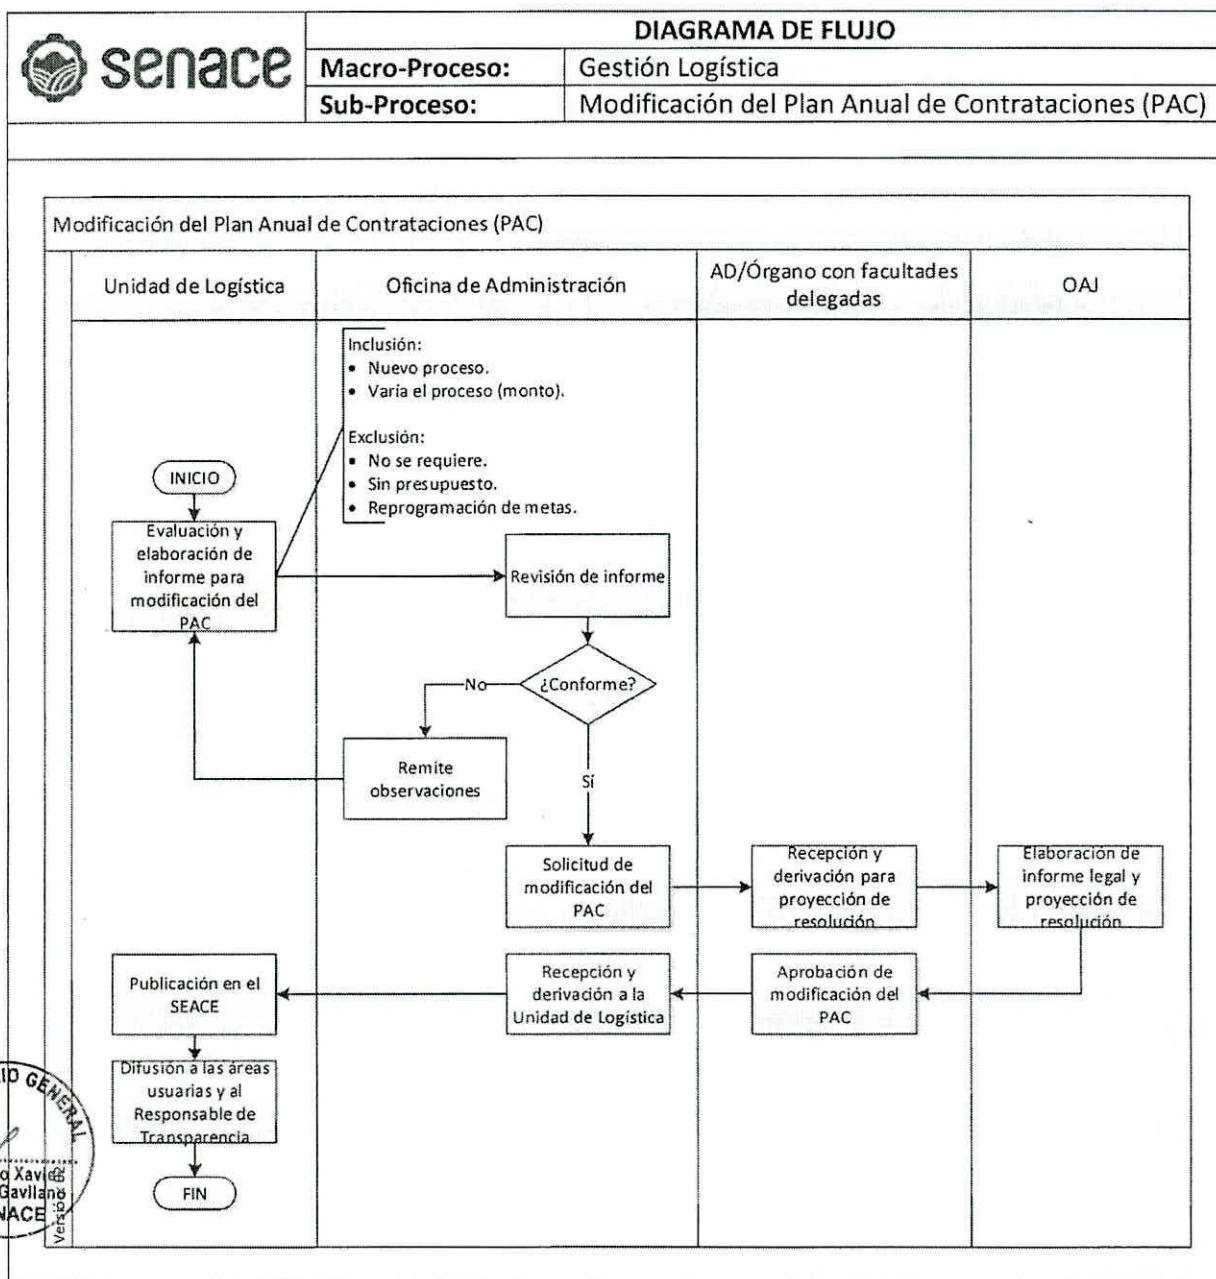 senace
DIAGRAMA DE FLUJO
Macro-Proceso:
Gestión Logística
Sub-Proceso:
Modificación del Plan Anual de Contrataciones (PAC)
Modificación del Plan Anual de Contrataciones (PAC)
Unidad de Logística
Oficina de Administración
AD/Órgano con facultades
delegadas
OAJ
Inclusión:
• Nuevo proceso.
• Varía el proceso (monto).
Exclusión:
• No se requiere.
• Sin presupuesto.
• Reprogramación de metas.
INICIO
Evaluación y
elaboración de
informe para
modificación del
PAC
Revisión de informe
¿Conforme?
No
Remite
observaciones
Sí
Solicitud de
modificación del
PAC
Recepción y
derivación para
proyección de
resolución
Elaboración de
informe legal y
proyección de
resolución
Publicación en el
SEACE
Recepción y
derivación a la
Unidad de Logística
Aprobación de
modificación del
PAC
Difusión a las áreas
usuarias y al
Responsable de
Transparencia
FIN
GENERAL
Versión